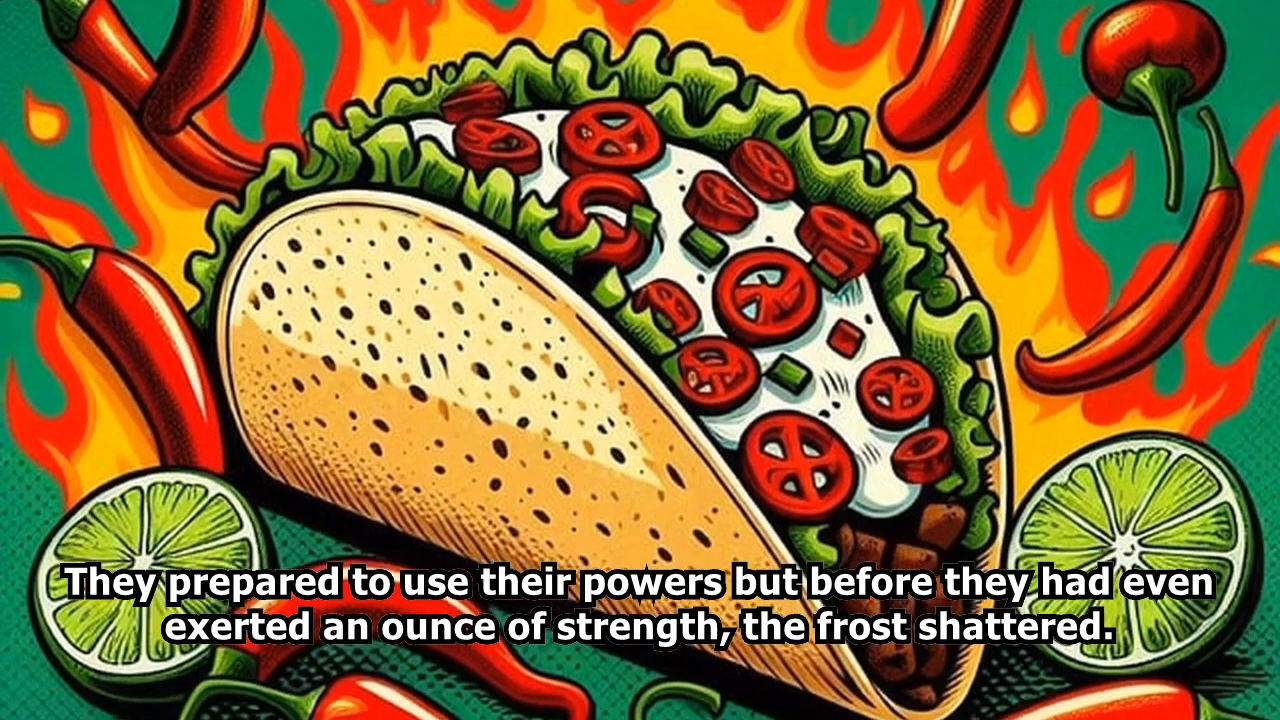 They prepared to use their powers but before they had even
exerted an ounce of strength, the frost shattered.